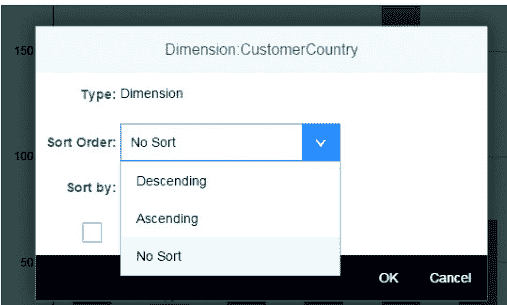 Dimension:CustomerCountry
150
Type: Dimension
Sort Order: No Sort
100
Sort by:
Descending
Ascending
No Sort
50
OK Cancel